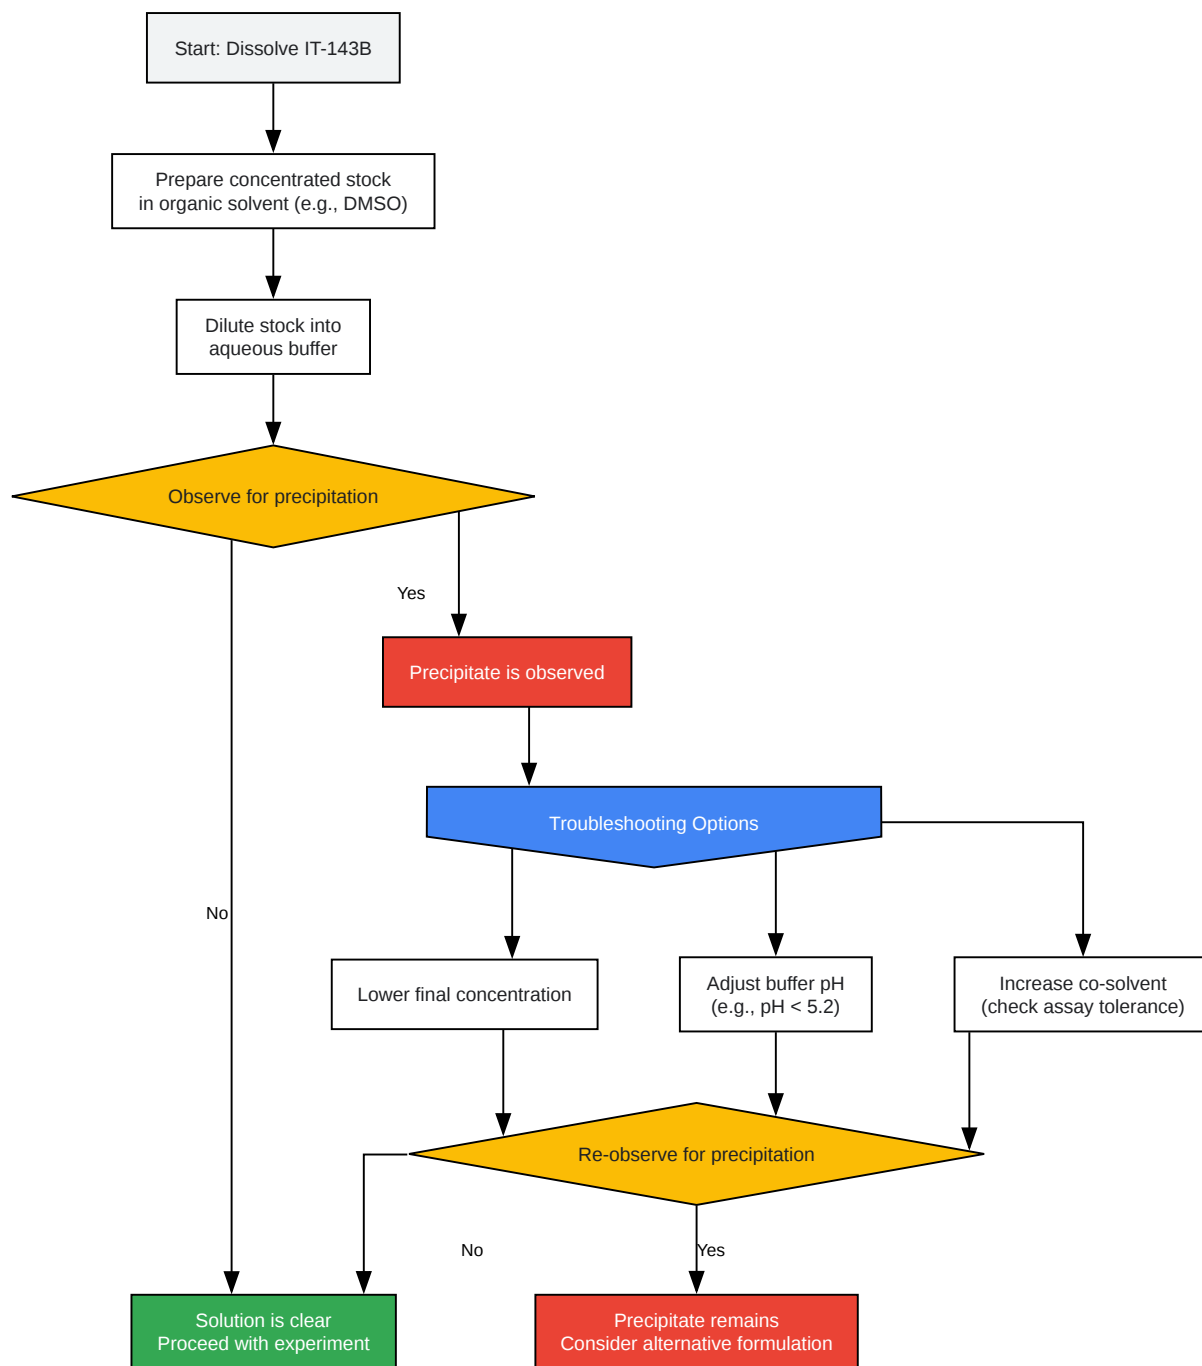 Start: Dissolve IT-143B
Prepare concentrated stock
in organic solvent (e.g., DMSO)
Dilute stock into
aqueous buffer
Observe for precipitation
Yes
Precipitate is observed
Troubleshooting Options
No
Lower final concentration
Adjust buffer pH
(e.g., pH < 5.2)
Increase co-solvent
(check assay tolerance)
Re-observe for precipitation
No
Yes
Solution is clear
Proceed with experiment
Precipitate remains
Consider alternative formulation